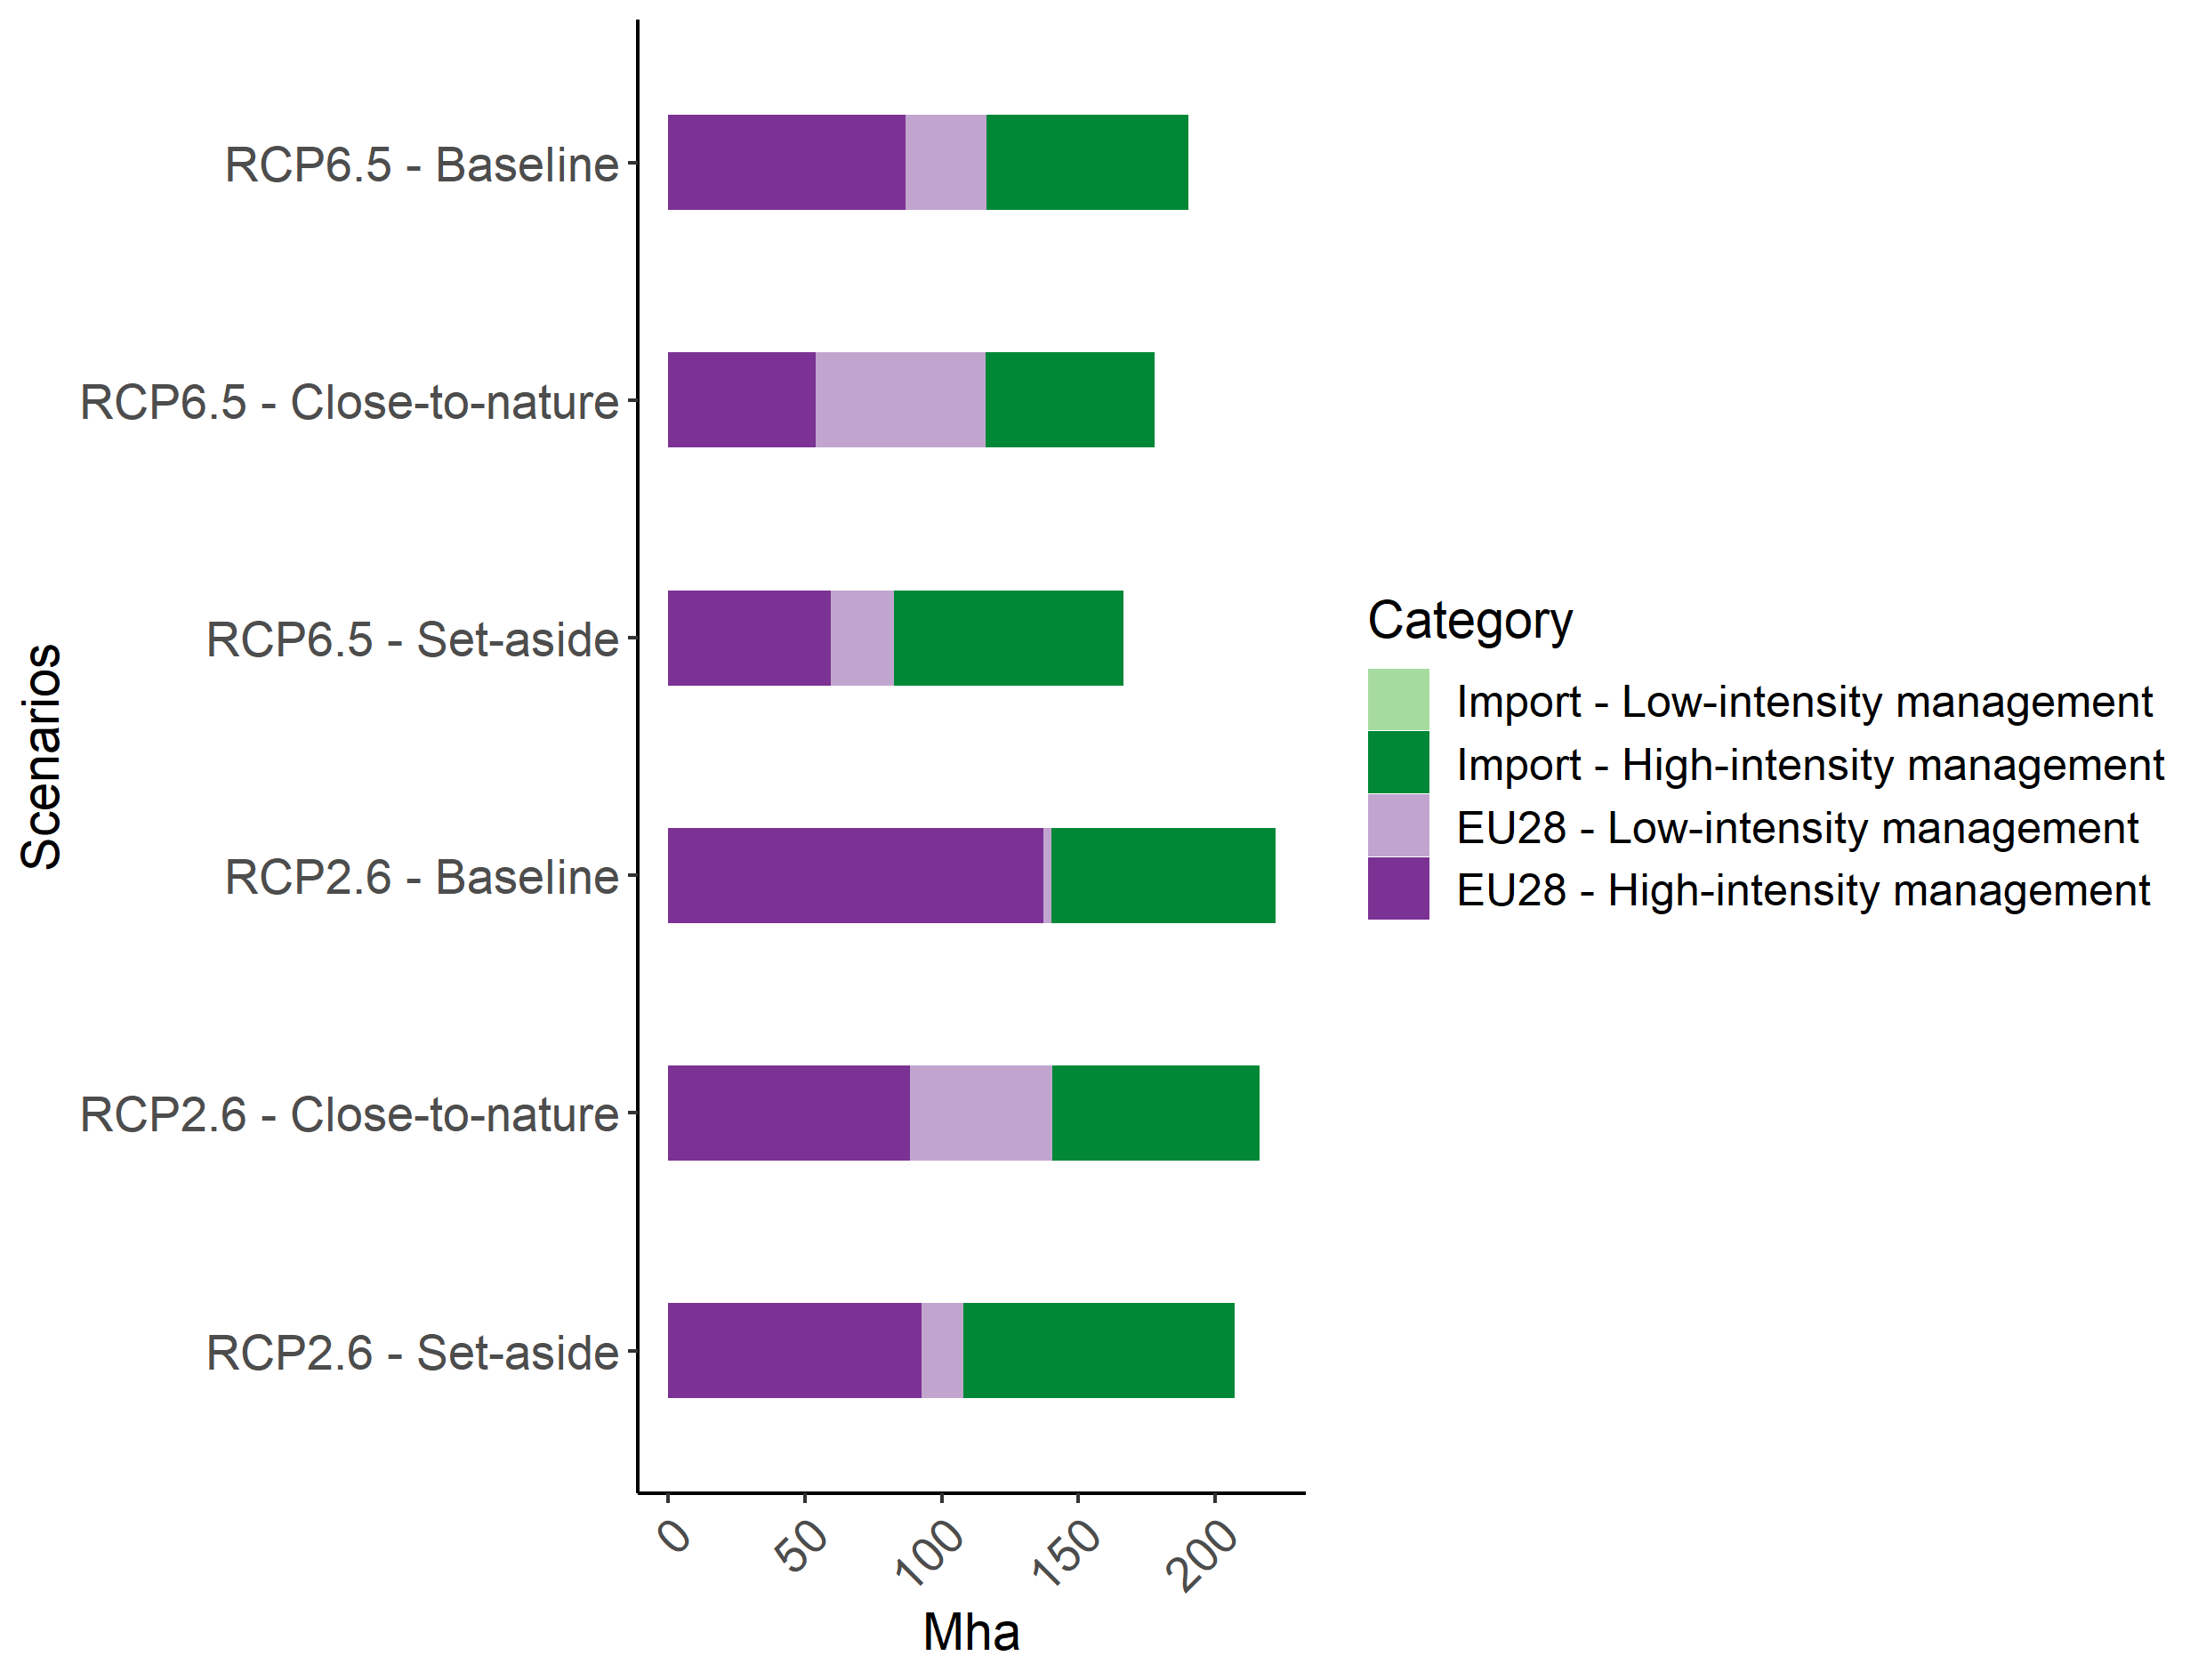 RCP6.5 - Baseline
RCP6.5 - Close-to-nature
RCP6.5 - Set-aside
RCP2.6 - Baseline
RCP2.6 - Close-to-nature
RCP2.6 - Set-aside
Scenarios
0
50
100
150
200
Mha
Category
Import - Low-intensity management
Import - High-intensity management
EU28 - Low-intensity management
EU28 - High-intensity management